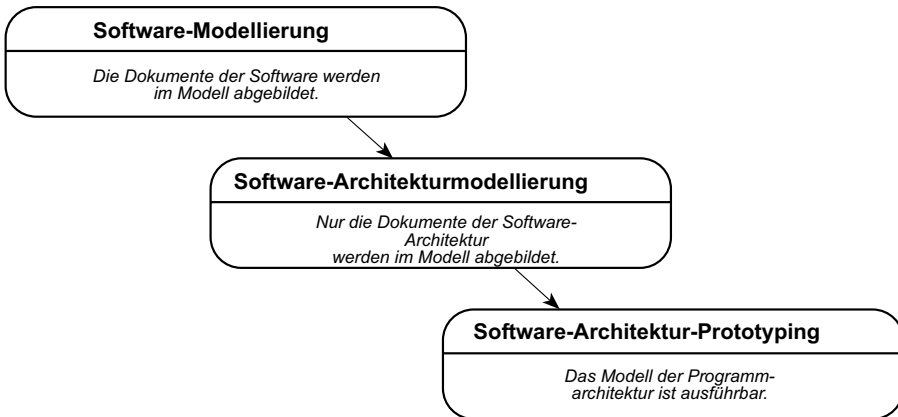 Software-Modellierung
Die Dokumente der Software werden
im Modell abgebildet.
Software-Architekturmodellierung
Nur die Dokumente der Software-
Architektur
werden im Modell abgebildet.
Software-Architektur-Prototyping
Das Modell der Programm-
architektur ist ausführbar.